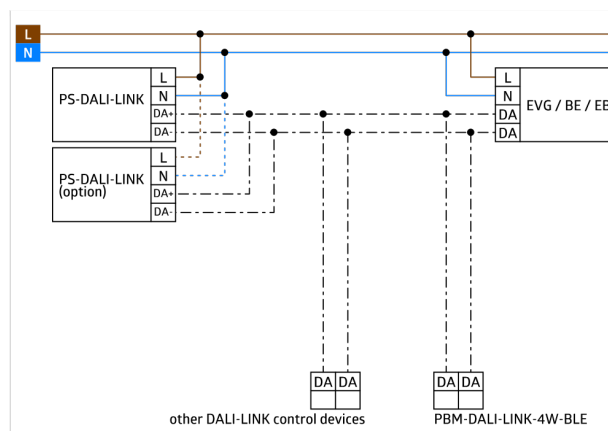 L
N
PS-DALI-LINK
L
N
DA+
DA-
EVG / BE / EB
L
N
DA
DA
PS-DALI-LINK
(option)
L
N
DA+
DA-
DA DA
DA DA
other DALI-LINK control devices
PBM-DALI-LINK-4W-BLE